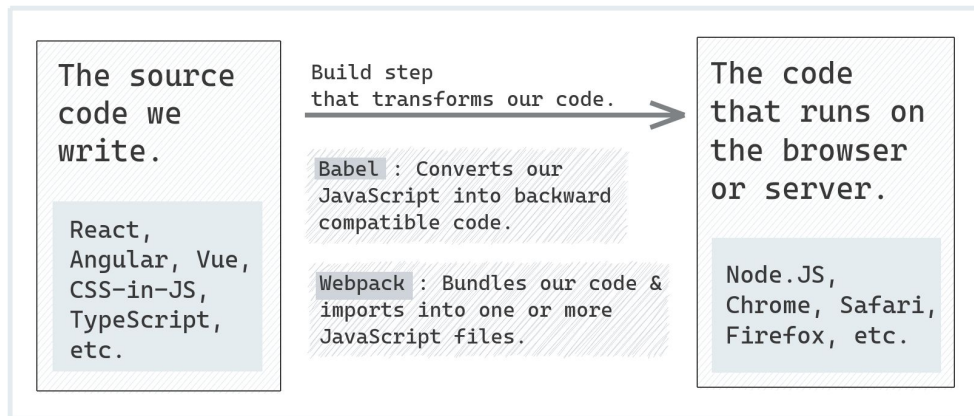 The source
code we
write.
React,
Angular, Vue,
CSS-in-JS,
TypeScript,
etc.
Build step
that transforms our code.
Babel : Converts our
JavaScript into backward
compatible code.
Webpack : Bundles our code &
imports into one or more
JavaScript files.
The code
that runs on
the browser
or server.
Node.JS,
Chrome, Safari,
Firefox, etc.